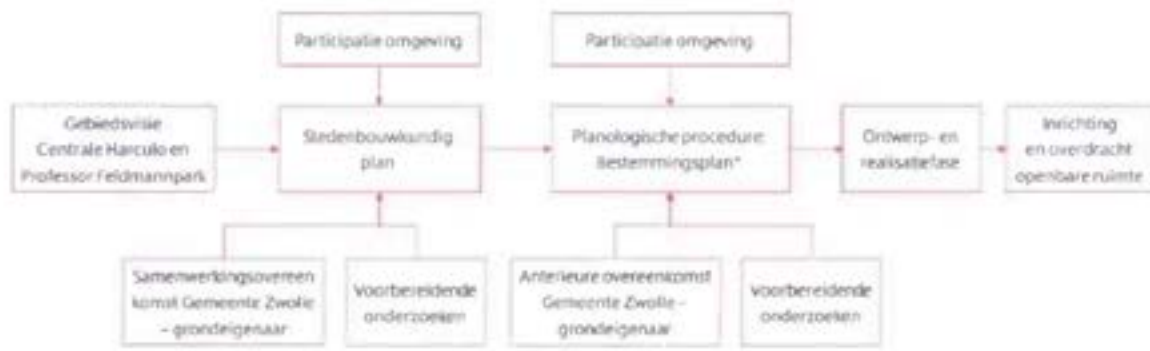 Participatie omgeving
Participatie omgeving
Gebiedsvisie
Centrale Harculo en
Professor Feldmannpark
Stedenbouwkundig
plan
Planologische procedure:
Bestemmingsplan*
Ontwerp- en
realisatiefase
Inrichting
en overdracht
openbare ruimte
Samenwerkingsovereen
komst Gemeente Zwolle
– grondeigenaar
Voorbereidende
onderzoeken
Anterieure overeenkomst
Gemeente Zwolle -
grondeigenaar
Voorbereidende
onderzoeken